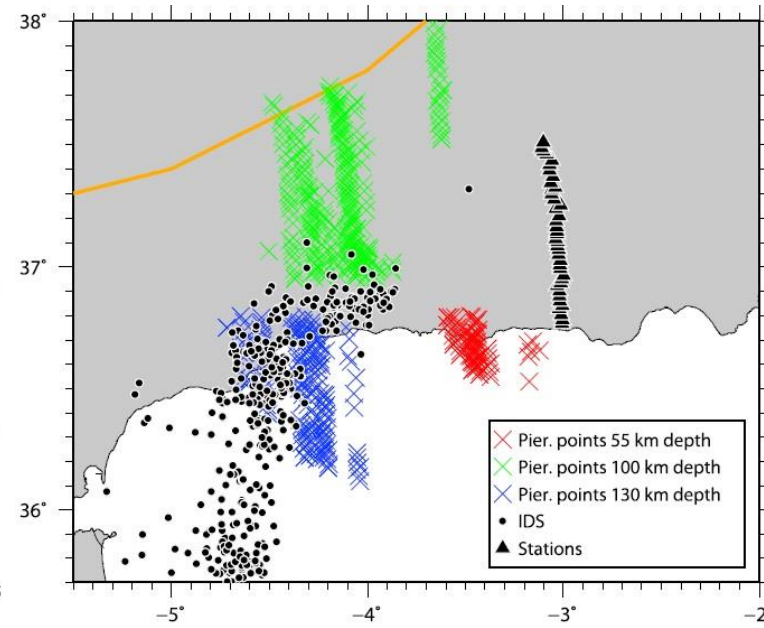 38°
37°
36°
Pier. points 55 km depth
Pier. points 100 km depth
Pier. points 130 km depth
IDS
Stations
−5° −4° −3° −2